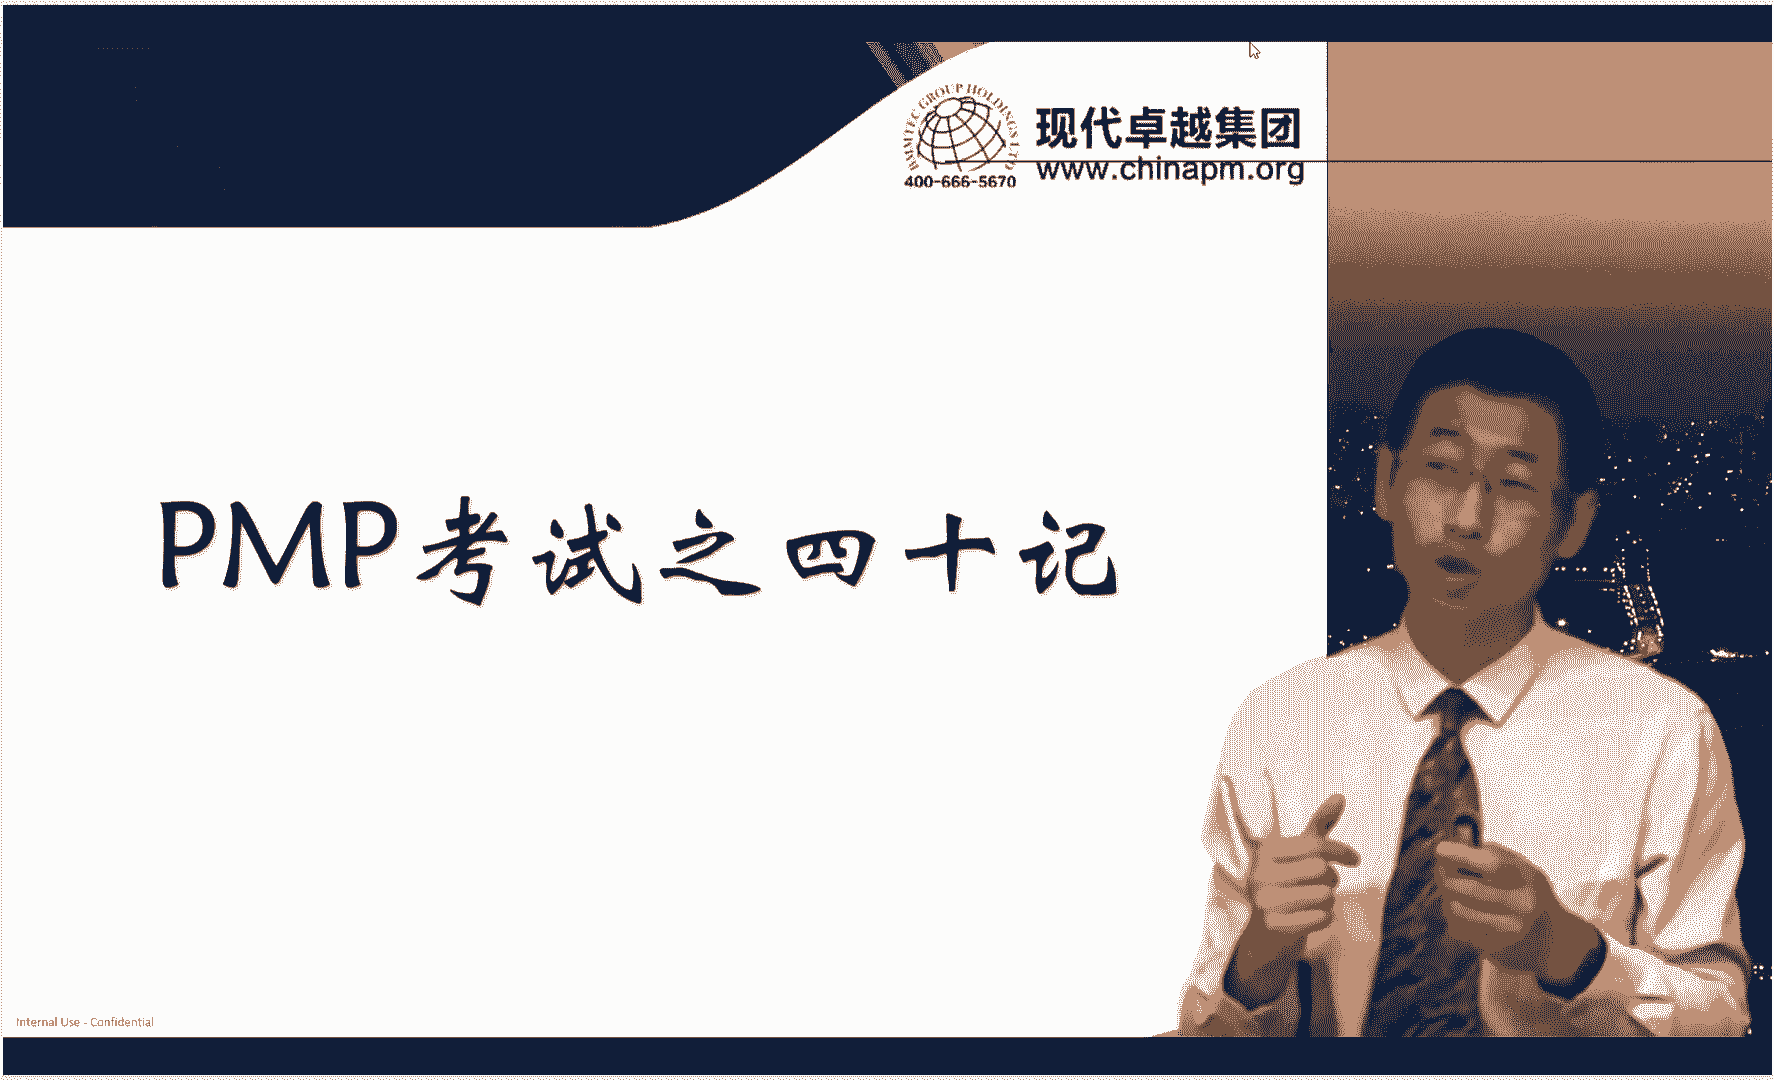 MMTEC GROUP HOLDINGS LTD
现代卓越集团
www.chinapm.org
400-666-5670
PMP考试之四十记
Internal Use - Confidential